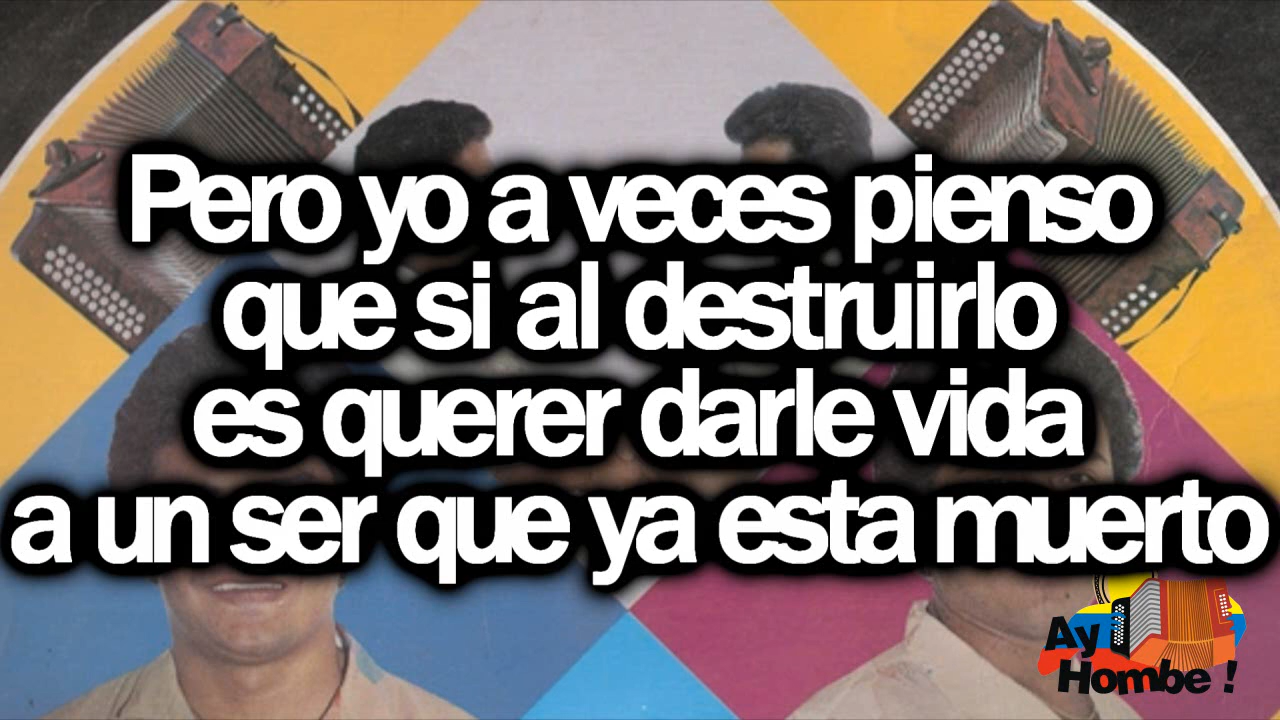 Pero yo a veces pienso
que si al destruirlo
es querer darle vida
a un ser que ya esta muerto
Ay
Hombe !